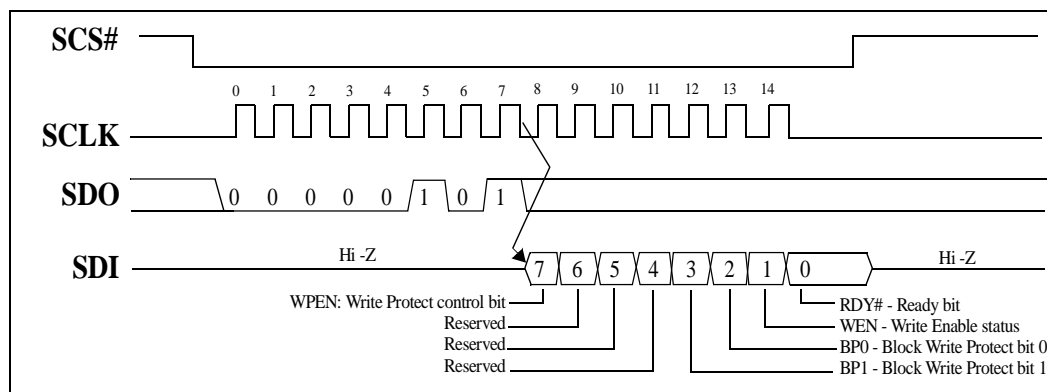 SCS#
0 1 2 3 4 5 6 7 8 9 10 11 12 13 14
SCLK
SDO 0 0 0 0 0 1 0 1
SDI Hi -Z 7 6 5 4 3 2 1 0 Hi -Z
WPEN: Write Protect control bit RDY# - Ready bit
Reserved WEN - Write Enable status
Reserved BP0 - Block Write Protect bit 0
Reserved BP1 - Block Write Protect bit 1